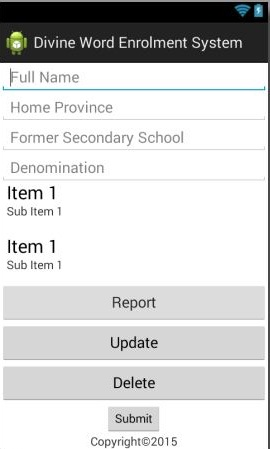 Divine Word Enrolment System
Full Name
Home Province
Former Secondary School
Denomination
Item 1
Sub Item 1
Item 1
Sub Item 1
Report
Update
Delete
Submit
Copyright©2015